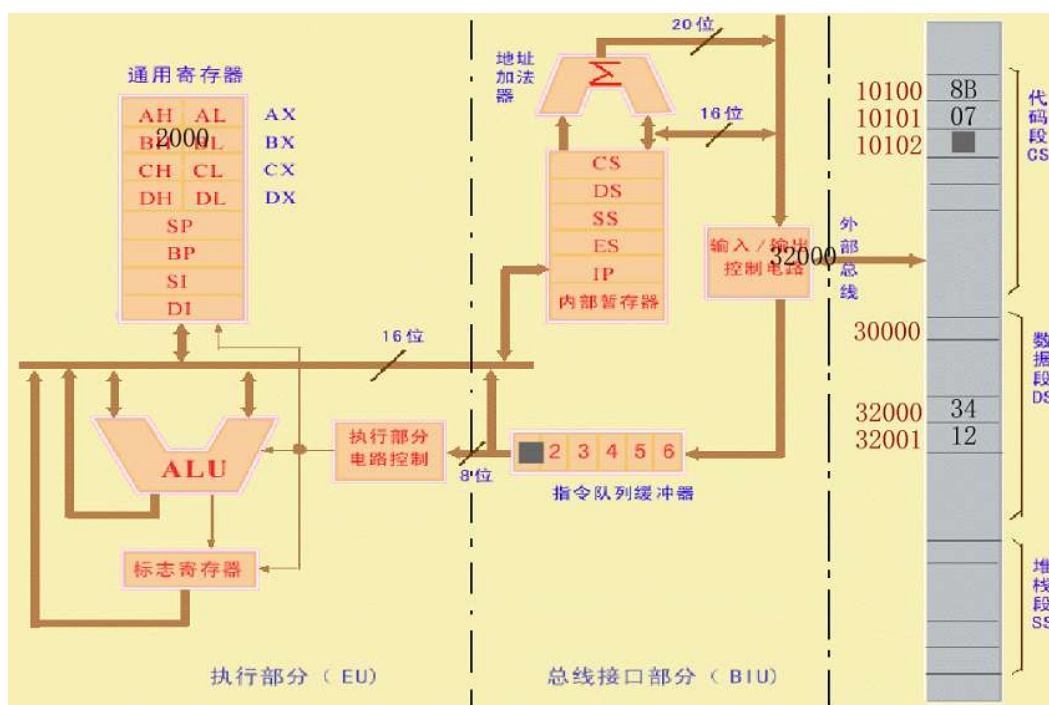 通用寄存器
AH AL AX
2000
BH BL BX
CH CL CX
DH DL DX
SP
BP
SI
DI
16位
ALU
标志寄存器
执行部分
电路控制
8位
执行部分（EU）
20位
地址
加法
器
Σ
16位
CS
DS
SS
ES
IP
内部暂存器
输入/输出
控制电路
32000
2 3 4 5 6
指令队列缓冲器
总线接口部分（BIU）
外
部
总
线
10100 8B
10101 07
10102
30000
32000 34
32001 12
代
码
段
CS
数
据
段
DS
堆
栈
段
SS